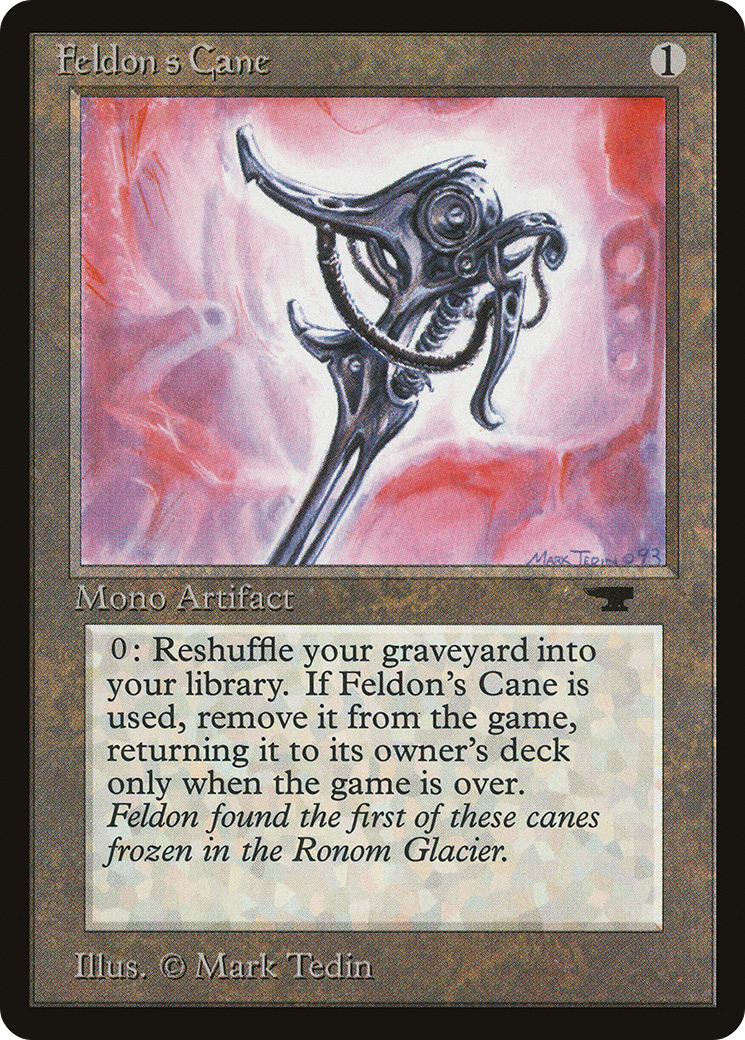 Feldon's Cane
1
MARK TEDIN © 93
Mono Artifact
0: Reshuffle your graveyard into
your library. If Feldon's Cane is
used, remove it from the game,
returning it to its owner's deck
only when the game is over.
Feldon found the first of these canes
frozen in the Ronom Glacier.
Illus. © Mark Tedin